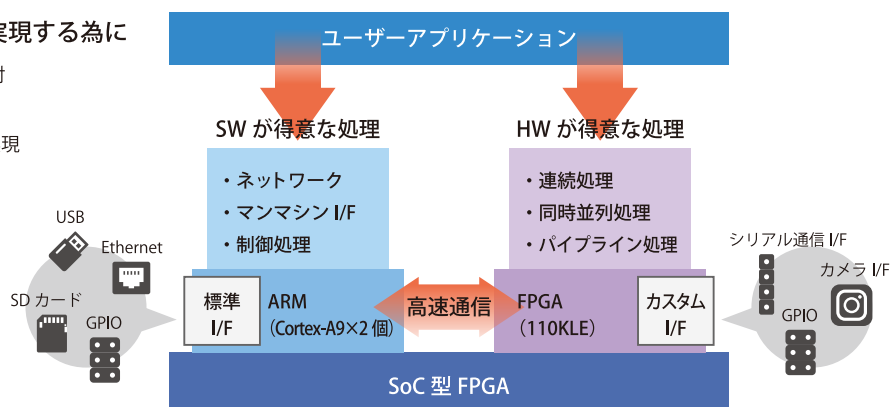 実現する為に
討
現
ユーザーアプリケーション
SW が得意な処理
・ネットワーク
・マンマシン I/F
・制御処理
HW が得意な処理
・連続処理
・同時並列処理
・パイプライン処理
USB
Ethernet
SD カード
GPIO
標準
I/F
ARM
（Cortex-A9×2 個）
高速通信
FPGA
（110KLE）
カスタム
I/F
シリアル通信 I/F
カメラ I/F
GPIO
SoC 型 FPGA